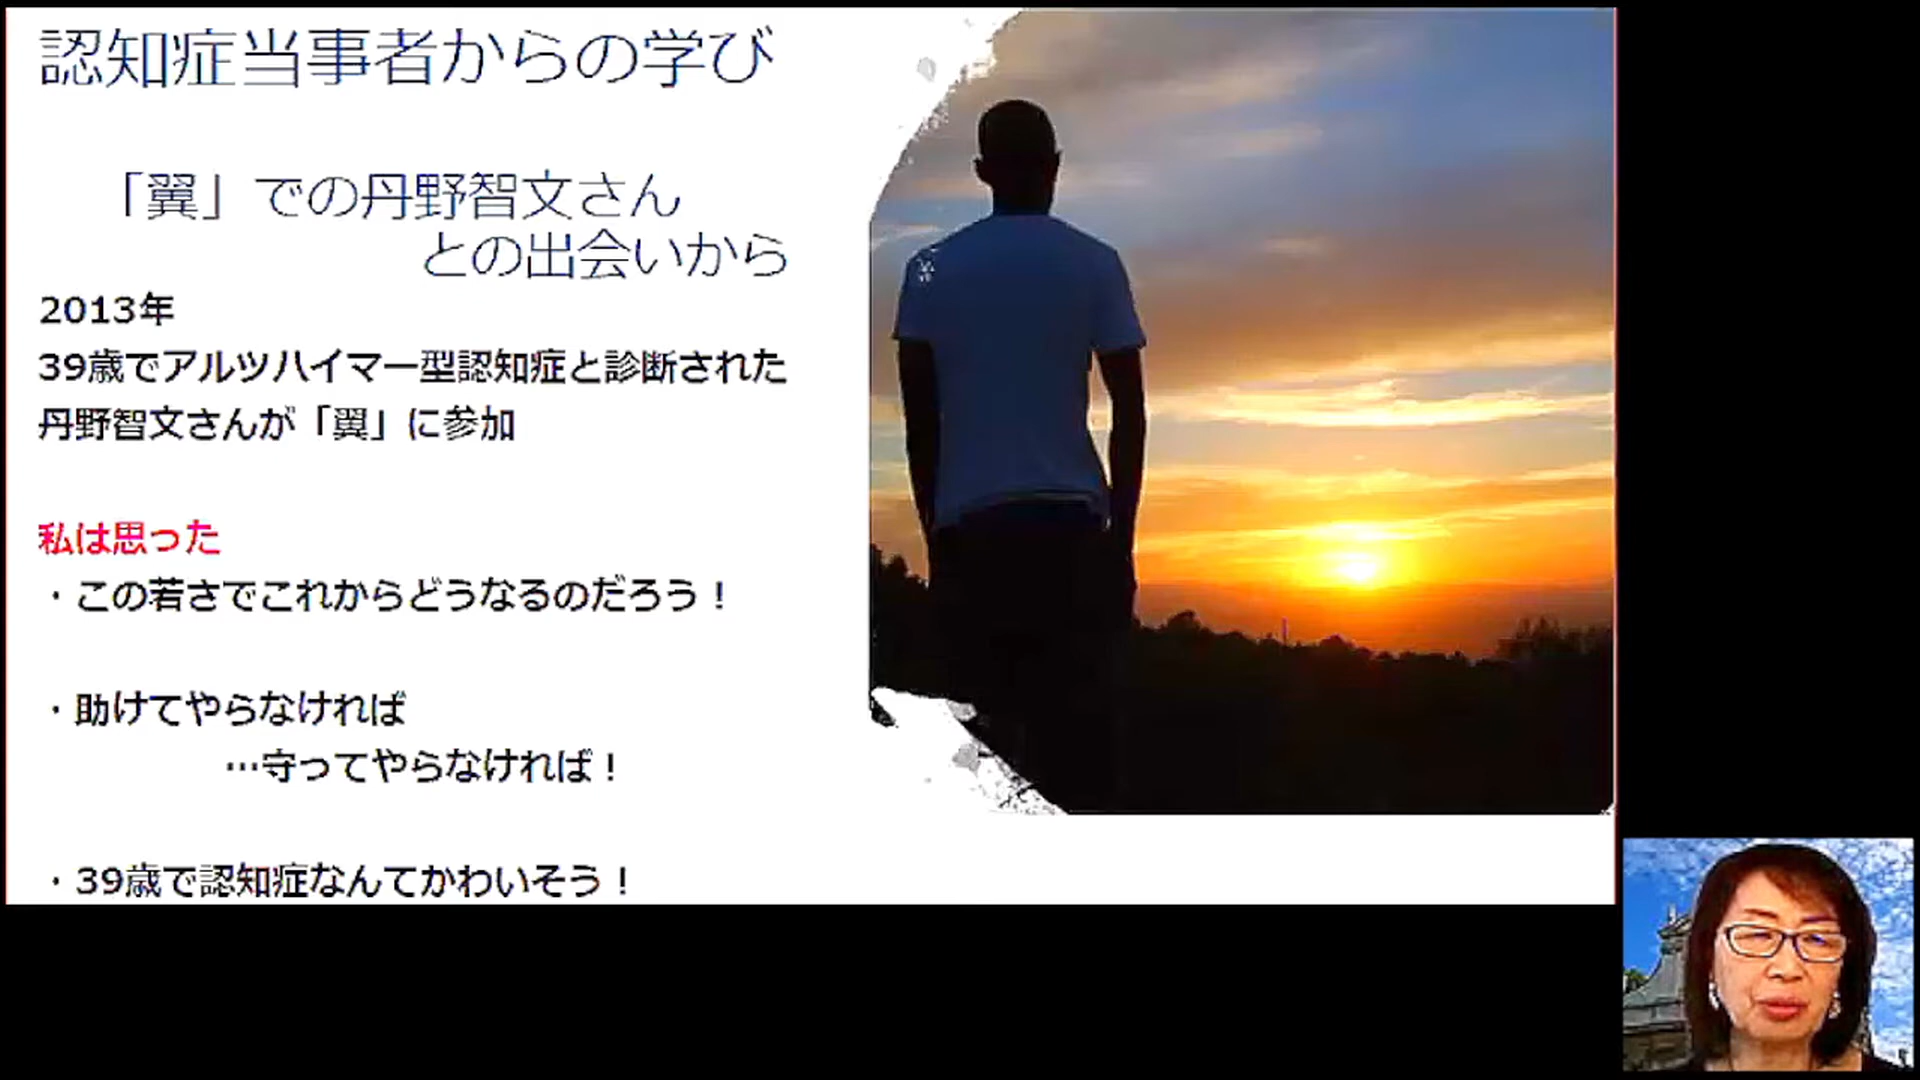 認知症当事者からの学び
「翼」での丹野智文さん
との出会いから
2013年
39歳でアルツハイマー型認知症と診断された
丹野智文さんが「翼」に参加
私は思った
・この若さでこれからどうなるのだろう！
・助けてやらなければ
…守ってやらなければ！
・39歳で認知症なんてかわいそう！